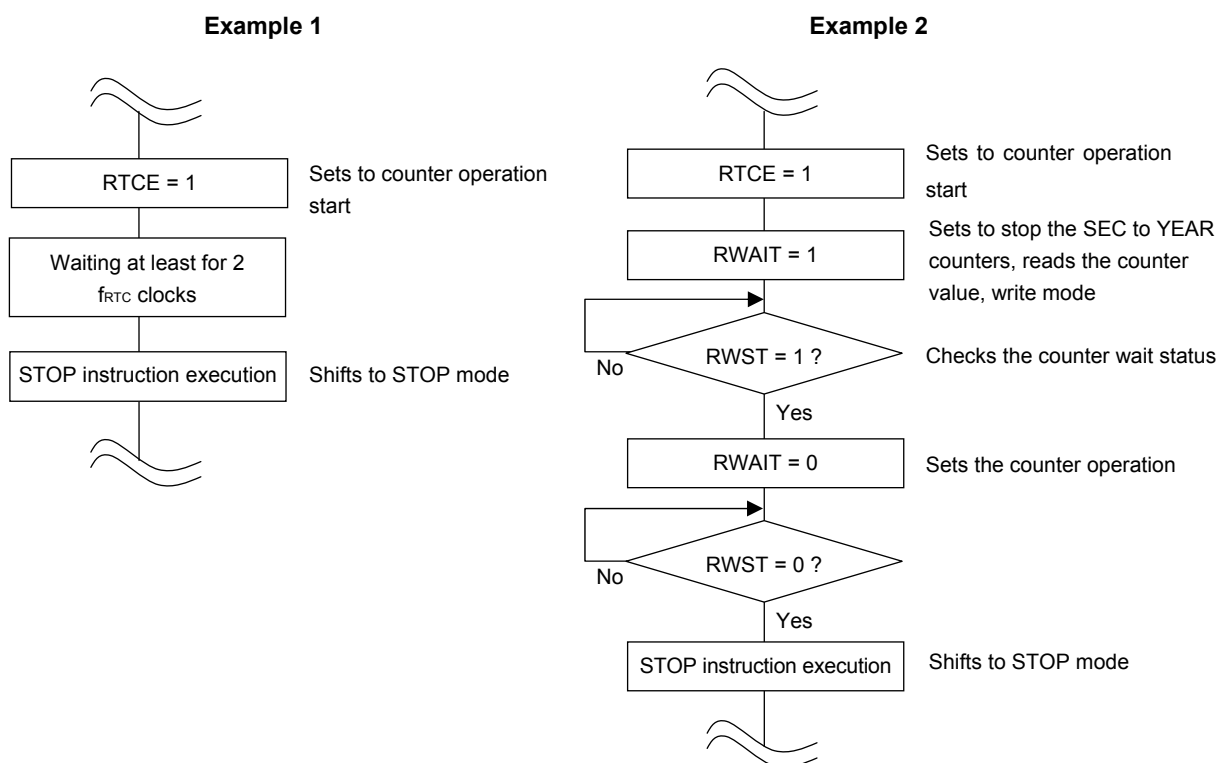 Example 1
RTCE = 1
Sets to counter operation
start
Waiting at least for 2
fRTC clocks
STOP instruction execution
Shifts to STOP mode
Example 2
RTCE = 1
Sets to counter operation
start
RWAIT = 1
Sets to stop the SEC to YEAR
counters, reads the counter
value, write mode
RWST = 1 ?
No
Checks the counter wait status
Yes
RWAIT = 0
Sets the counter operation
RWST = 0 ?
No
Yes
STOP instruction execution
Shifts to STOP mode